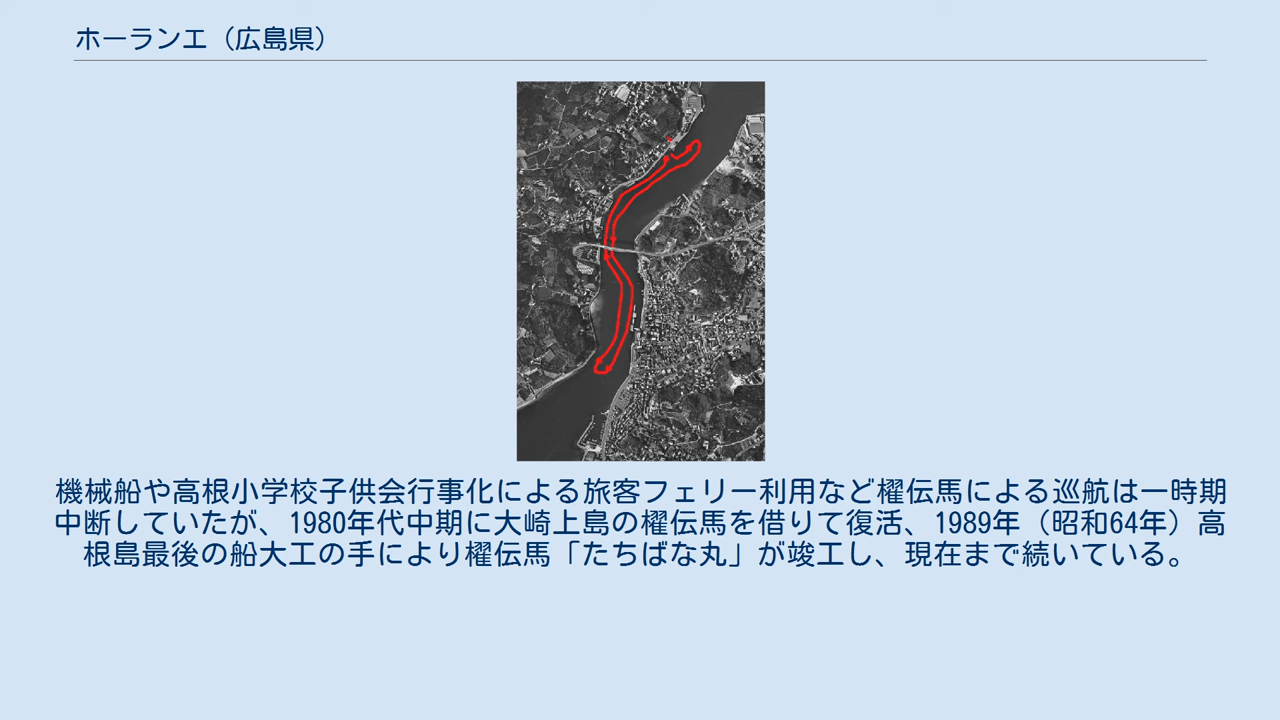 ホーランエ（広島県）
機械船や高根小学校子供会行事化による旅客フェリー利用など櫂伝馬による巡航は一時期
中断していたが、1980年代中期に大崎上島の櫂伝馬を借りて復活、1989年（昭和64年）高
根島最後の船大工の手により櫂伝馬「たちばな丸」が竣工し、現在まで続いている。